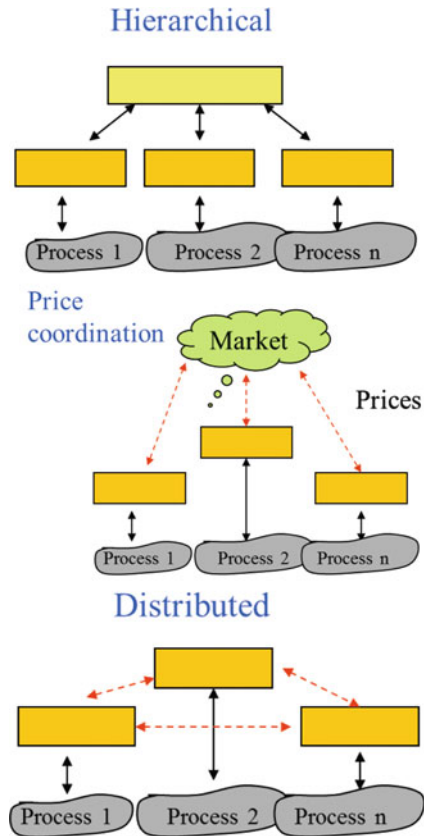 Hierarchical
Process 1 Process 2 Process n
Price
coordination
Market
Prices
Process 1 Process 2 Process n
Distributed
Process 1 Process 2 Process n